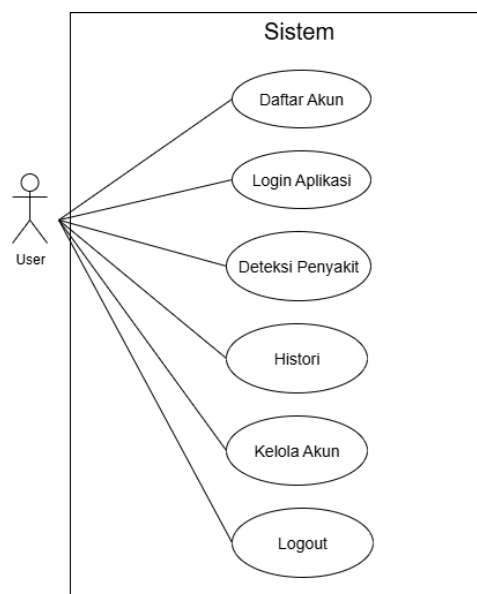 Sistem
Daftar Akun
Login Aplikasi
User
Deteksi Penyakit
Histori
Kelola Akun
Logout